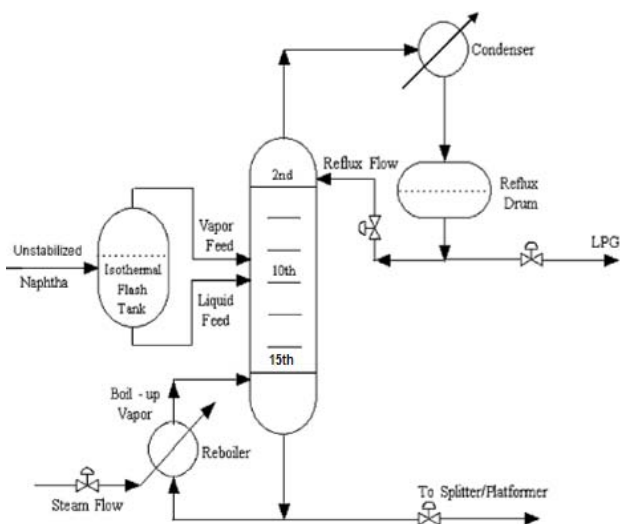 Condenser
2nd
Reflux Flow
Reflux
Drum
Vapor
Feed
LPG
Unstabilized
Naphtha
Isothermal
Flash
Tank
10th
Liquid
Feed
15th
Boil - up
Vapor
Reboiler
Steam Flow
To Splitter/Platformer